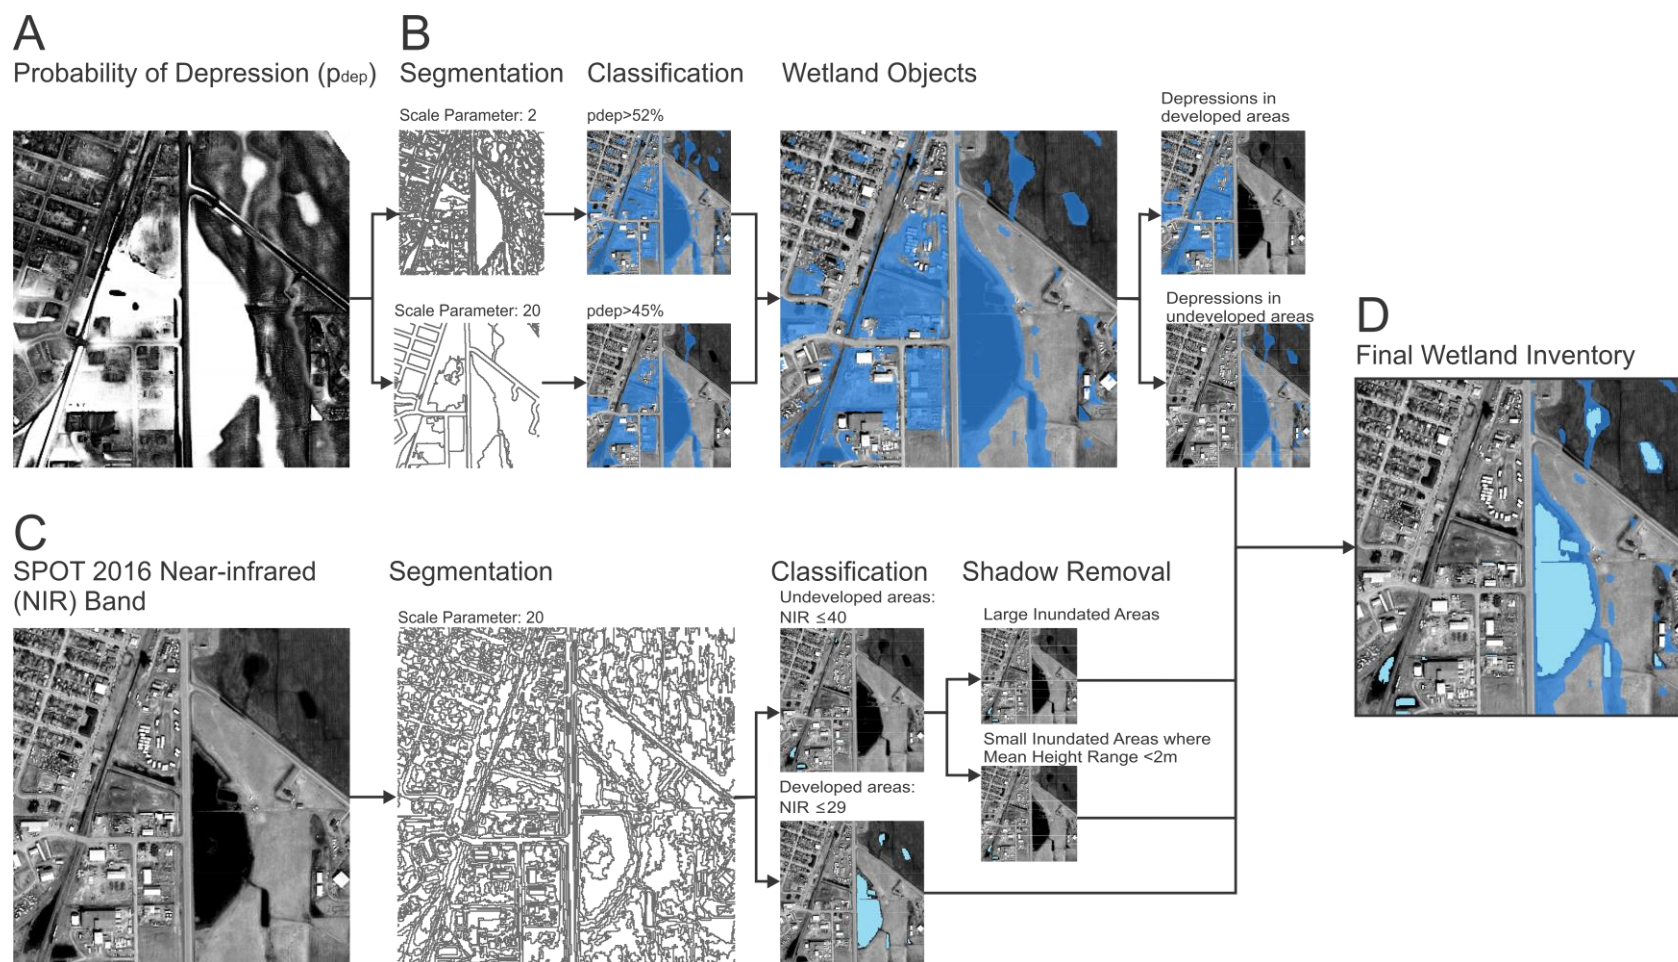 A
Probability of Depression (pdep)
B
Segmentation
Classification
Wetland Objects
Scale Parameter: 2
pdep>52%
Depressions in
developed areas
Scale Parameter: 20
pdep>45%
Depressions in
undeveloped areas
D
Final Wetland Inventory
C
SPOT 2016 Near-infrared
(NIR) Band
Segmentation
Scale Parameter: 20
Classification
Undeveloped areas:
NIR ≤40
Shadow Removal
Large Inundated Areas
Small Inundated Areas where
Mean Height Range <2m
Developed areas:
NIR ≤29